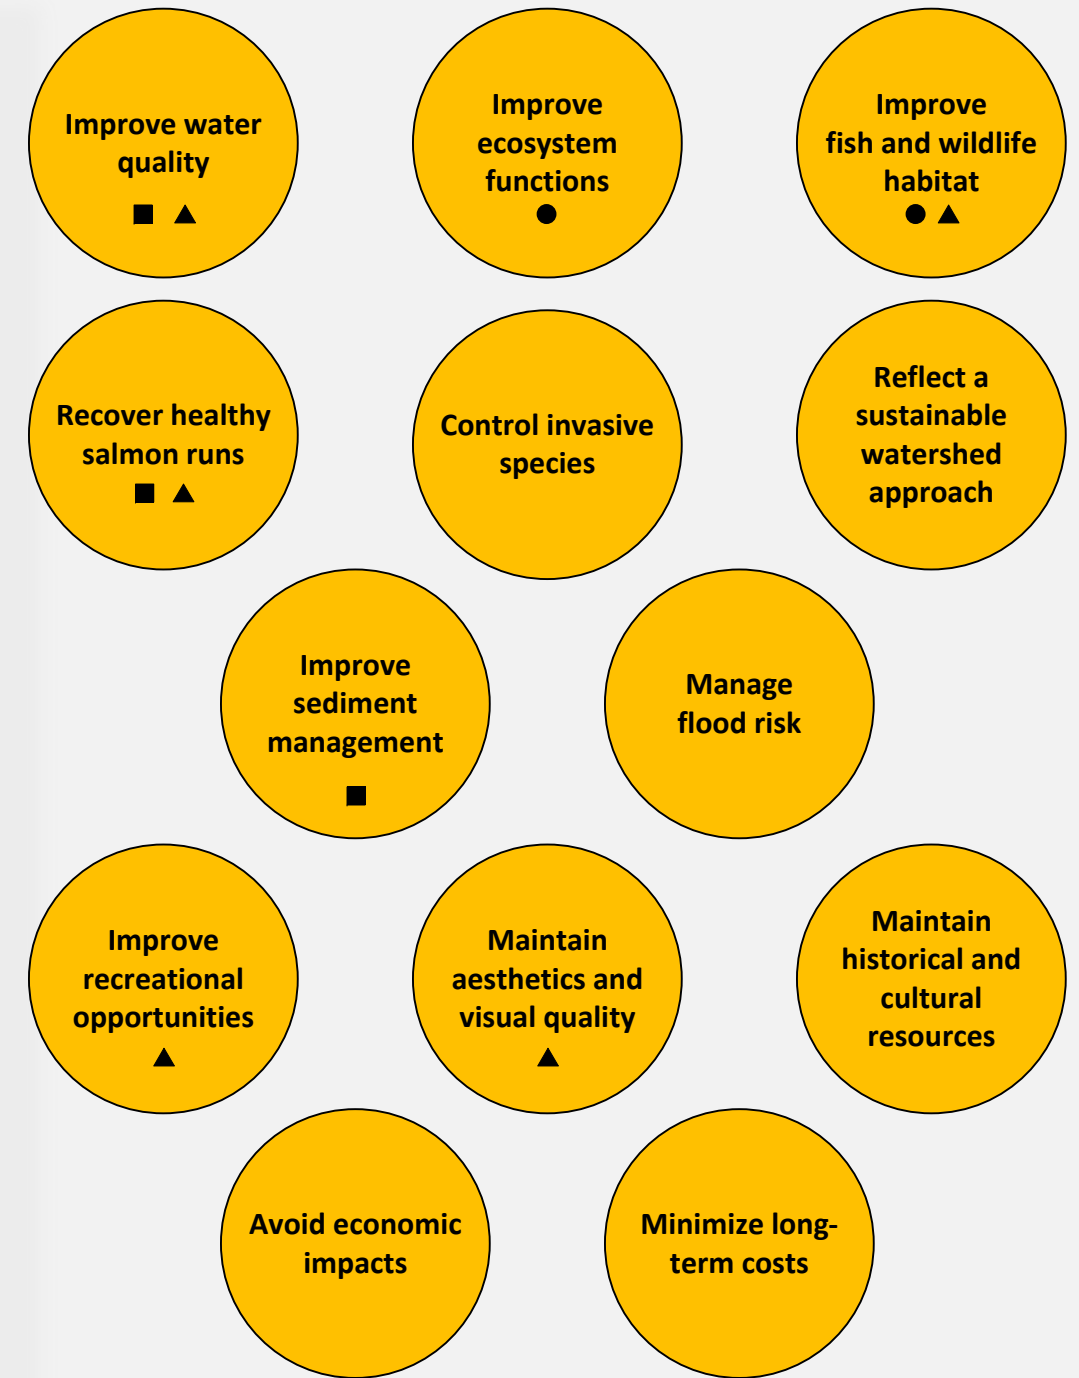 Improve water
quality
■ ▲
Improve
ecosystem
functions
●
Improve
fish and wildlife
habitat
● ▲
Recover healthy
salmon runs
■ ▲
Control invasive
species
Reflect a
sustainable
watershed
approach
Improve
sediment
management
■
Manage
flood risk
Improve
recreational
opportunities
▲
Maintain
aesthetics and
visual quality
▲
Maintain
historical and
cultural
resources
Avoid economic
impacts
Minimize long-
term costs